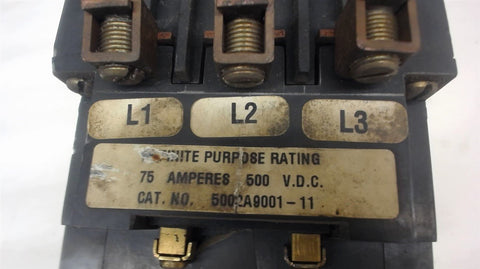 L1 L2 L3
PURPOSE RATING
75 AMPERES 500 V.D.C.
CAT. NO. 5002A9001-11